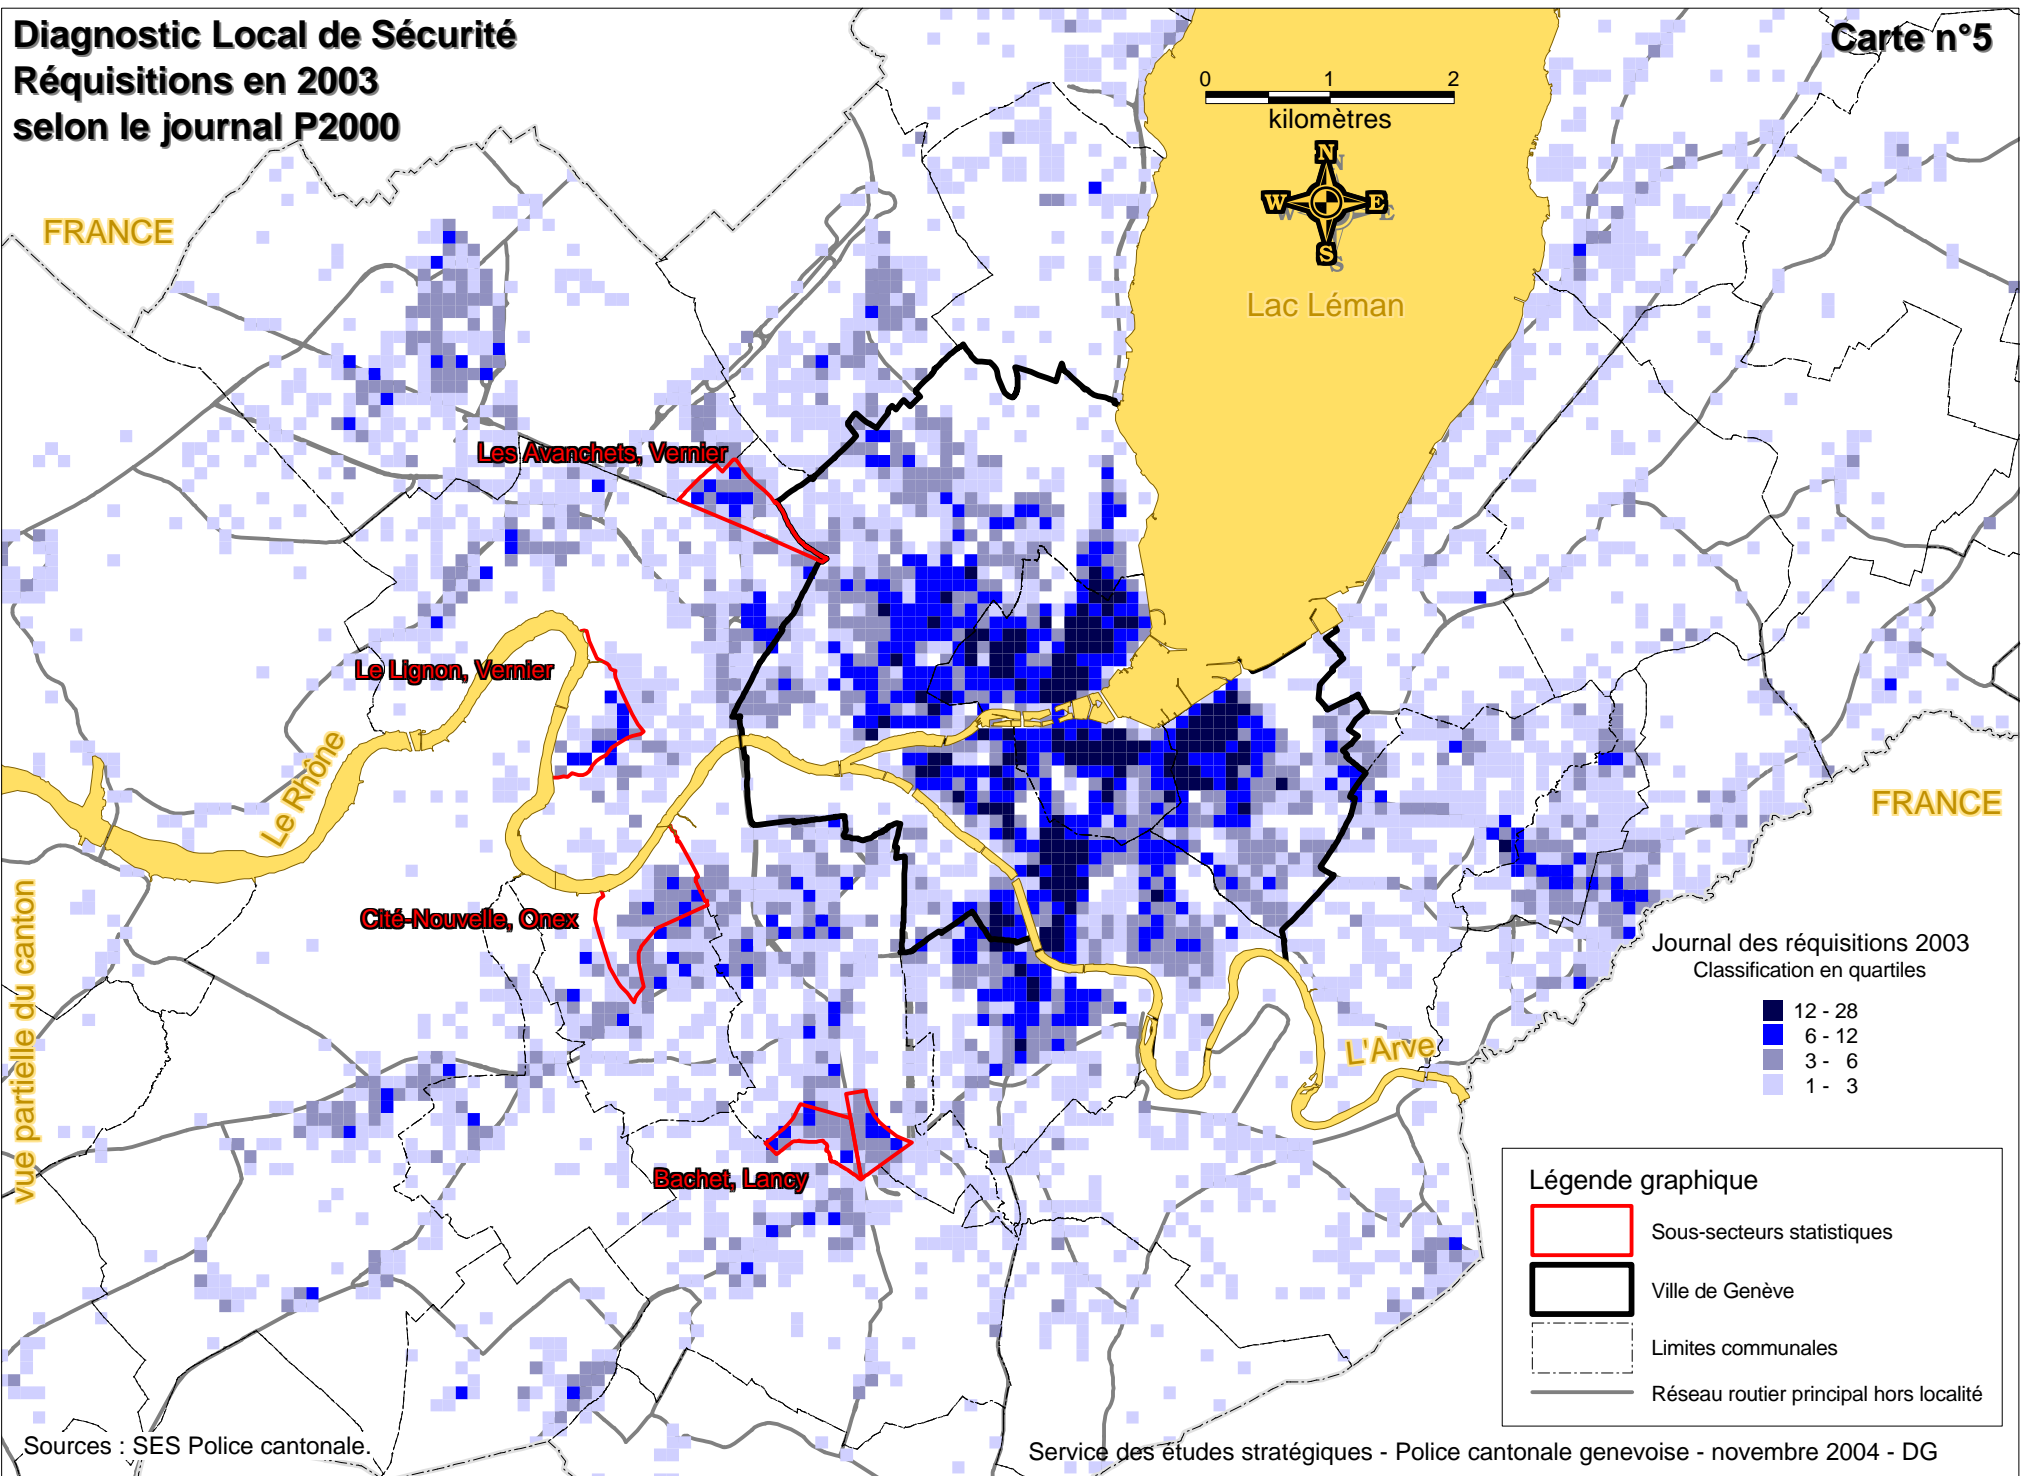 Diagnostic Local de Sécurité
Réquisitions en 2003
selon le journal P2000
Carte n°5
0 1 2
kilomètres
N
W E
S
FRANCE
Lac Léman
Les Avanchets, Vernier
Le Lignon, Vernier
Le Rhône
FRANCE
Cité-Nouvelle, Onex
vue partielle du canton
Journal des réquisitions 2003
Classification en quartiles
12 - 28
6 - 12
3 - 6
1 - 3
L'Arve
Bachet, Lancy
Légende graphique
Sous-secteurs statistiques
Ville de Genève
Limites communales
Réseau routier principal hors localité
Sources : SES Police cantonale.
Service des études stratégiques - Police cantonale genevoise - novembre 2004 - DG